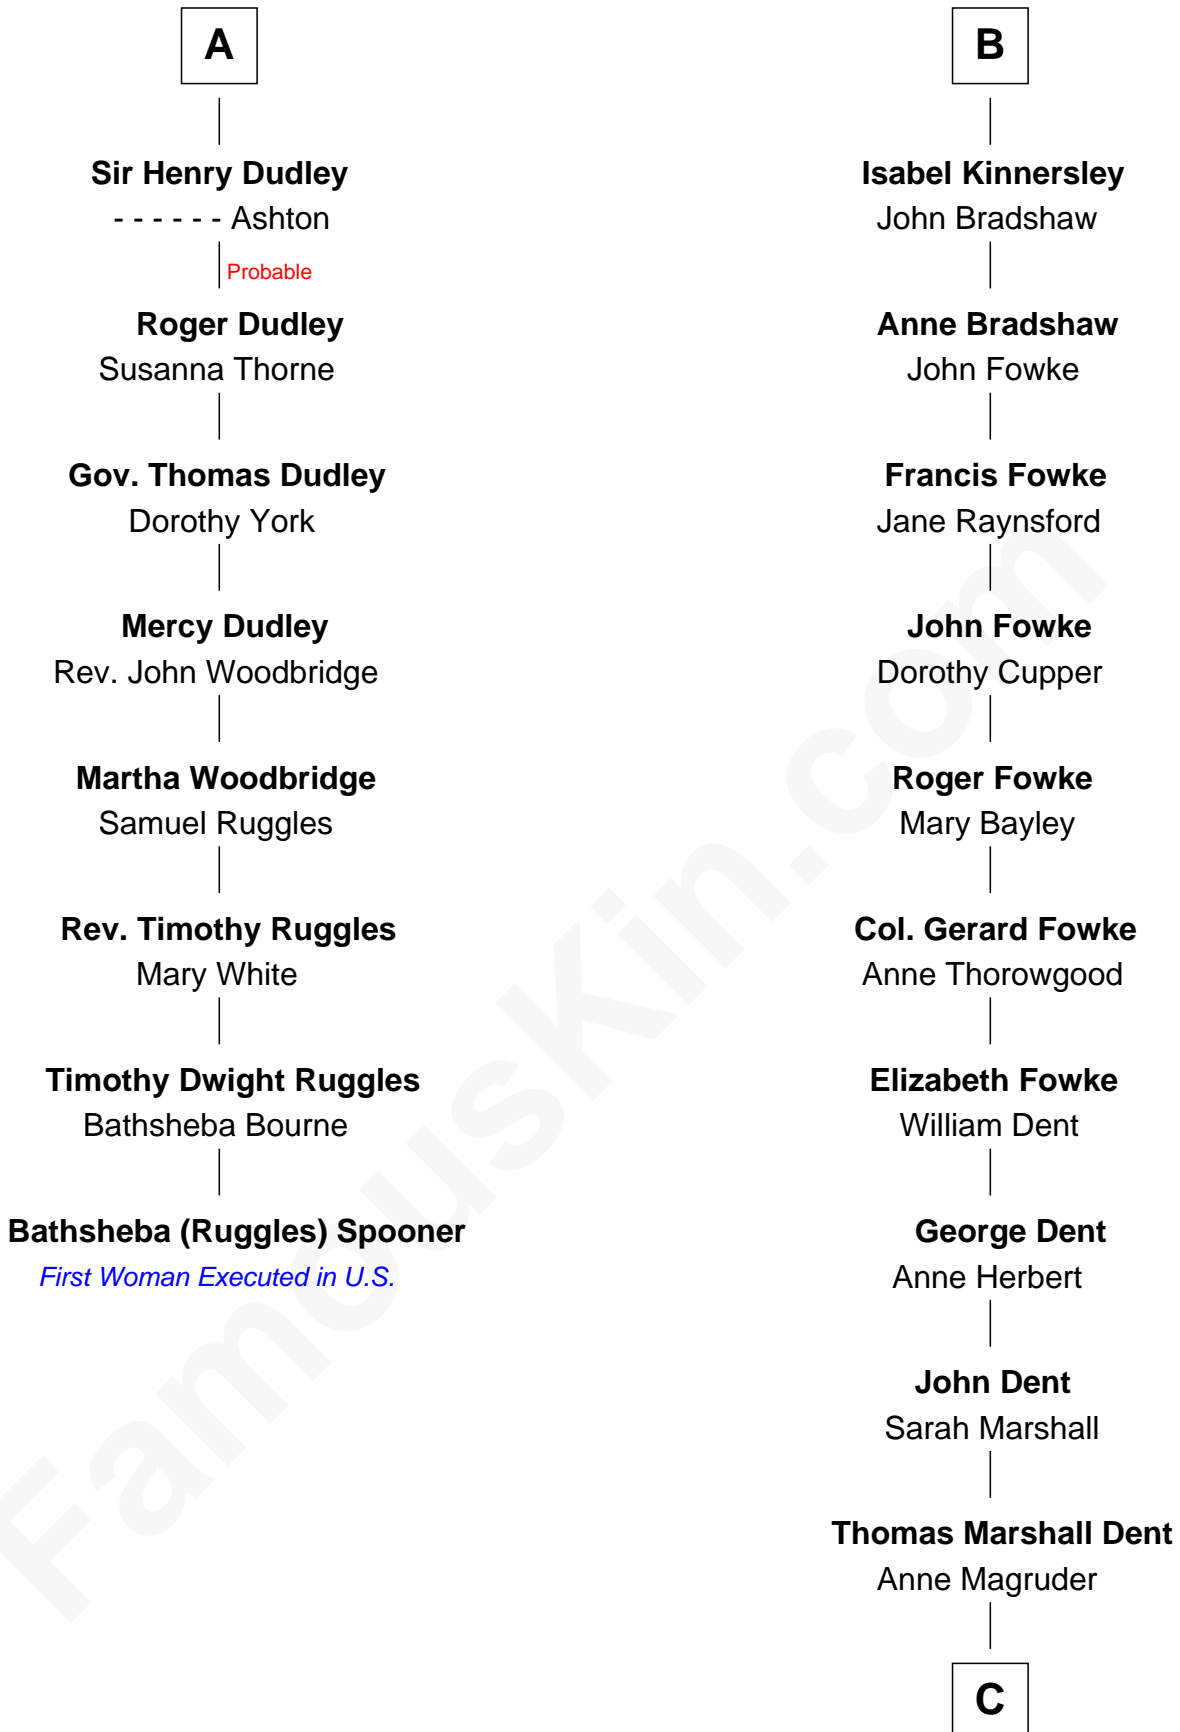 A
Sir Henry Dudley
- - - - - - Ashton
Probable
Roger Dudley
Susanna Thorne
Gov. Thomas Dudley
Dorothy York
Mercy Dudley
Rev. John Woodbridge
Martha Woodbridge
Samuel Ruggles
Rev. Timothy Ruggles
Mary White
Timothy Dwight Ruggles
Bathsheba Bourne
Bathsheba (Ruggles) Spooner
First Woman Executed in U.S.
B
Isabel Kinnersley
John Bradshaw
Anne Bradshaw
John Fowke
Francis Fowke
Jane Raynsford
John Fowke
Dorothy Cupper
Roger Fowke
Mary Bayley
Col. Gerard Fowke
Anne Thorowgood
Elizabeth Fowke
William Dent
George Dent
Anne Herbert
John Dent
Sarah Marshall
Thomas Marshall Dent
Anne Magruder
C
FamousKin.com